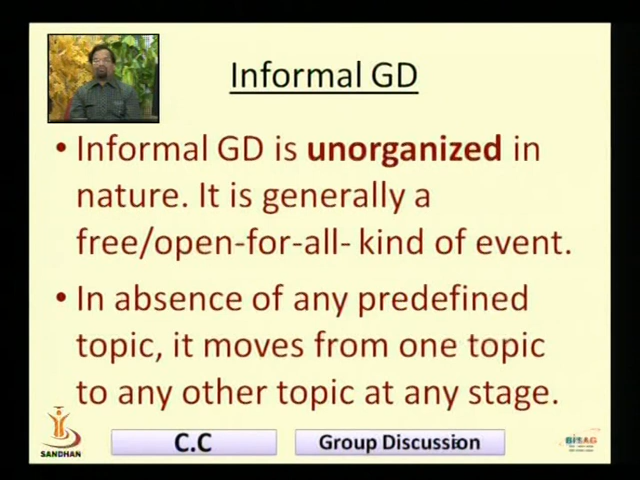 Informal GD
• Informal GD is unorganized in
nature. It is generally a
free/open-for-all- kind of event.
• In absence of any predefined
topic, it moves from one topic
to any other topic at any stage.
SANDHAN
C.C
Group Discussion
BISAG